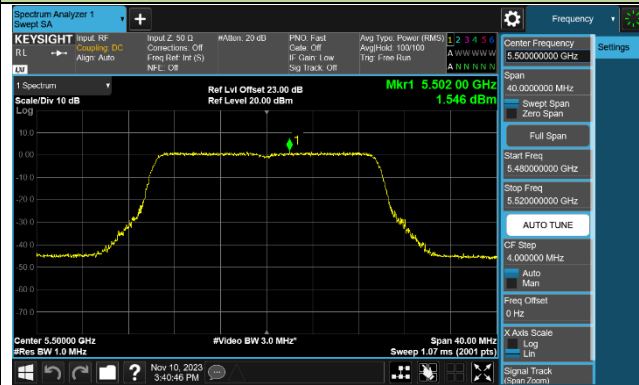 Spectrum Analyzer 1
Swept SA
Frequency
KEYSIGHT
RL
LXI
Input: RF
Coupling: DC
Align: Auto
Input Z: 50 Ω
Corrections: Off
Freq Ref: Int (S)
NFE: Off
#Atten: 20 dB
PNO: Fast
Gate: Off
IF Gain: Low
Sig Track: Off
Avg Type: Power (RMS)
Avg|Hold: 100/100
Trig: Free Run
1 2 3 4 5 6
A W W W W W
A N N N N N
1 Spectrum
Scale/Div 10 dB
Log
Ref Lvl Offset 23.00 dB
Ref Level 20.00 dBm
Mkr1 5.502 00 GHz
1.546 dBm
1
10.0
0.00
-10.0
-20.0
-30.0
-40.0
-50.0
-60.0
-70.0
Center 5.50000 GHz
#Res BW 1.0 MHz
#Video BW 3.0 MHz*
Span 40.00 MHz
Sweep 1.07 ms (2001 pts)
Nov 10, 2023
3:40:46 PM
Center Frequency
5.500000000 GHz
Settings
Span
40.0000000 MHz
Swept Span
Zero Span
Full Span
Start Freq
5.480000000 GHz
Stop Freq
5.520000000 GHz
AUTO TUNE
CF Step
4.000000 MHz
Auto
Man
Freq Offset
0 Hz
X Axis Scale
Log
Lin
Signal Track
(Span Zoom)